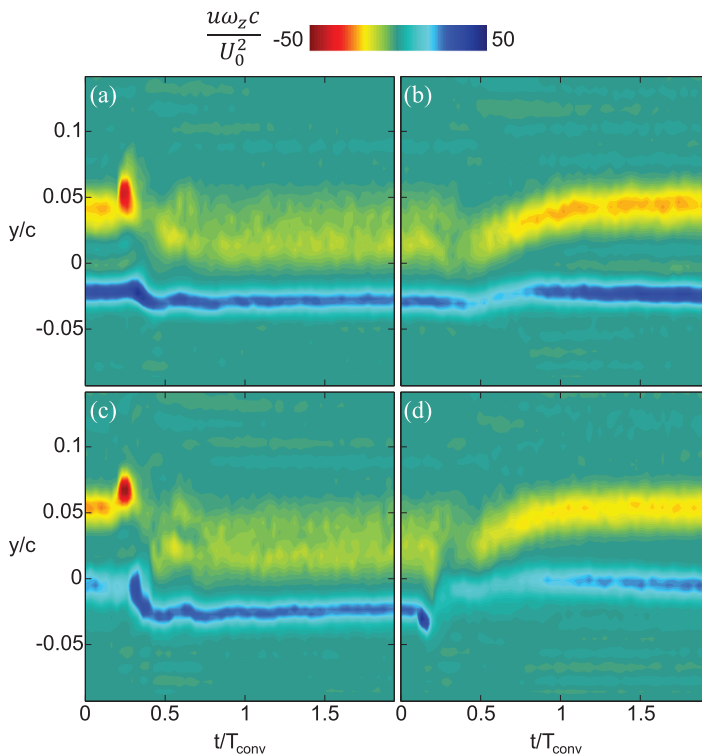 uω_z c / U_0^2 -50 50
(a) (b)
0.1
0.05
y/c
0
-0.05
(c) (d)
0.1
0.05
y/c
0
-0.05
0 0.5 1 1.5 0 0.5 1 1.5
t/T_conv t/T_conv